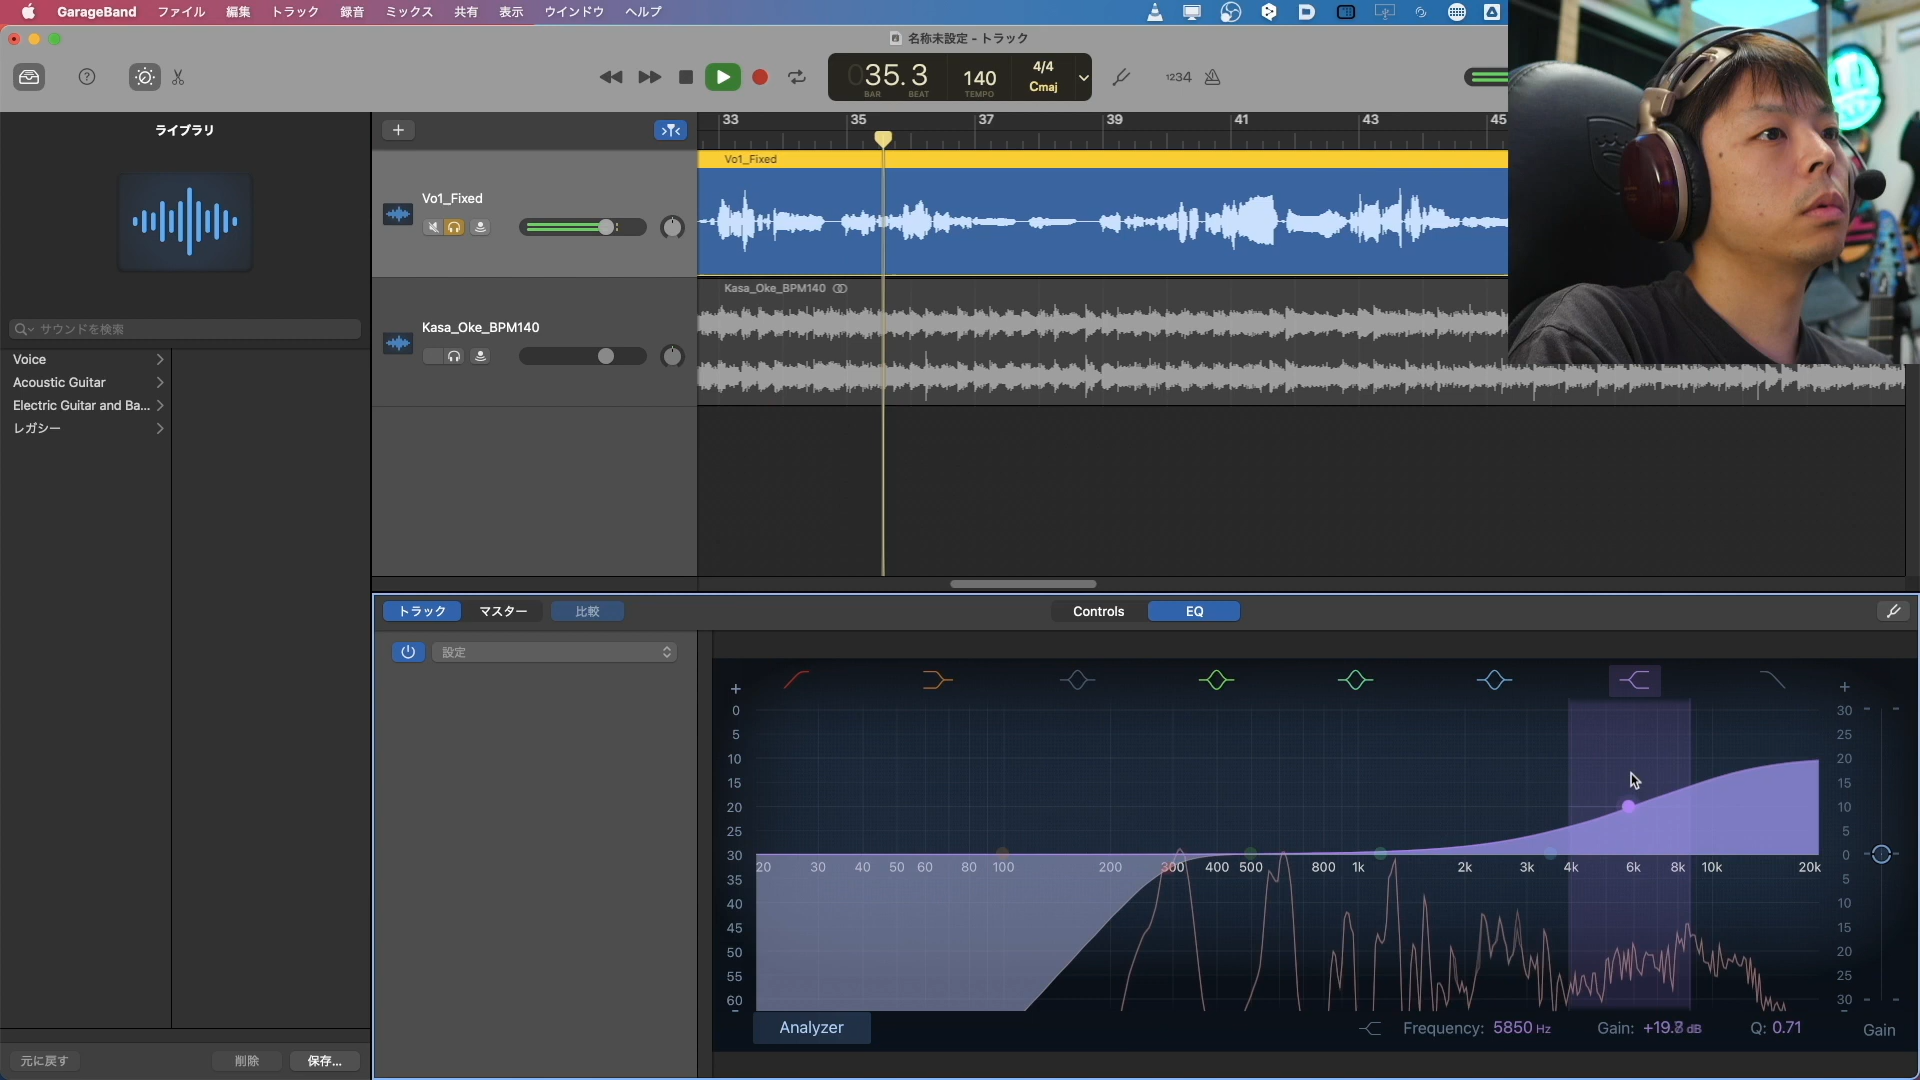 GarageBand ファイル 編集 トラック 録音 ミックス 共有 表示 ウインドウ ヘルプ
名称未設定 - トラック
35.3 140 4/4 Cmaj
BAR BEAT TEMPO
1234
ライブラリ
サウンドを検索
Voice
Acoustic Guitar
Electric Guitar and Ba...
レガシー
元に戻す 削除 保存...
33 35 37 39 41 43 45
Vo1_Fixed
Vo1_Fixed
Kasa_Oke_BPM140
Kasa_Oke_BPM140
トラック マスター 比較 Controls EQ
設定
+ 0 5 10 15 20 25 30 35 40 45 50 55 60 -
20 30 40 50 60 80 100 200 300 400 500 800 1k 2k 3k 4k 6k 8k 10k 20k
+ 30 25 20 15 10 5 0 5 10 15 20 25 30 -
Analyzer
Frequency: 5850 Hz Gain: dB Q: 0.71
Gain